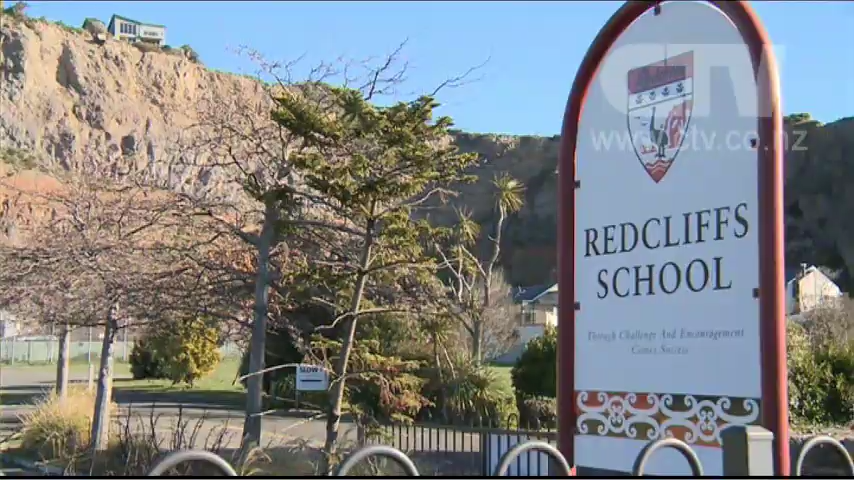 CTV
www.ctv.co.nz
REDCLIFFS
SCHOOL
Through Challenge And Encouragement
Comes Success
SLOW